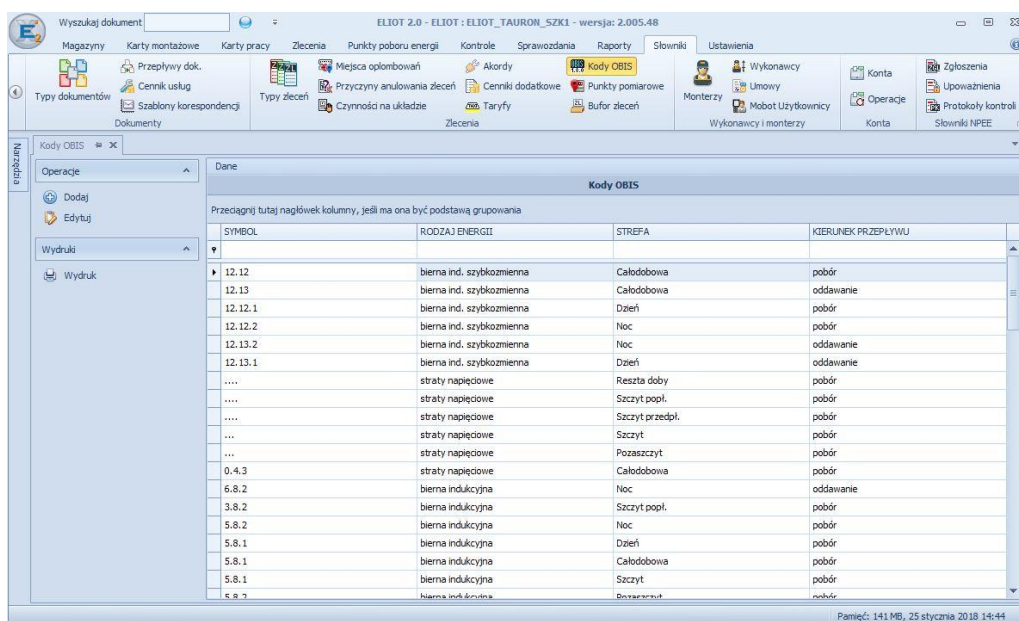 Wyszukaj dokument
ELIOT 2.0 - ELIOT : ELIOT_TAURON_SZK1 - wersja: 2.005.48
Magazyny Karty montażowe Karty pracy Zlecenia Punkty poboru energii Kontrole Sprawozdania Raporty Słowniki Ustawienia
Typy dokumentów
Przepływy dok.
Cennik usług
Szablony korespondencji
Dokumenty
Typy zleceń
Miejsca oplombowań
Przyczyny anulowania zleceń
Czynności na układzie
Akordy
Cenniki dodatkowe
Taryfy
Kody OBIS
Punkty pomiarowe
Bufor zleceń
Zlecenia
Monterzy
Wykonawcy
Umowy
Mobot Użytkownicy
Wykonawcy i monterzy
Konta
Operacje
Konta
Zgłoszenia
Upoważnienia
Protokoły kontroli
Słowniki NPEE
Narzędzia
Kody OBIS
Operacje
Dodaj
Edytuj
Wydruki
Wydruk
Dane
Kody OBIS
Przeciągnij tutaj nagłówek kolumny, jeśli ma ona być podstawą grupowania
SYMBOL RODZAJ ENERGII STREFA KIERUNEK PRZEPŁYWU
12.12 bierna ind. szybkozmienna Całodobowa pobór
12.13 bierna ind. szybkozmienna Całodobowa oddawanie
12.12.1 bierna ind. szybkozmienna Dzień pobór
12.12.2 bierna ind. szybkozmienna Noc pobór
12.13.2 bierna ind. szybkozmienna Noc oddawanie
12.13.1 bierna ind. szybkozmienna Dzień oddawanie
.... straty napięciowe Reszta doby pobór
.... straty napięciowe Szczyt popł. pobór
.... straty napięciowe Szczyt przedpł. pobór
... straty napięciowe Szczyt pobór
... straty napięciowe Pozaszczyt pobór
0.4.3 straty napięciowe Całodobowa pobór
6.8.2 bierna indukcyjna Noc oddawanie
3.8.2 bierna indukcyjna Szczyt popł. pobór
5.8.2 bierna indukcyjna Noc pobór
5.8.1 bierna indukcyjna Dzień pobór
5.8.1 bierna indukcyjna Całodobowa pobór
5.8.1 bierna indukcyjna Szczyt pobór
5.8.2 bierna indukcyjna Pozaszczyt pobór
Pamięć: 141 MB, 25 stycznia 2018 14:44